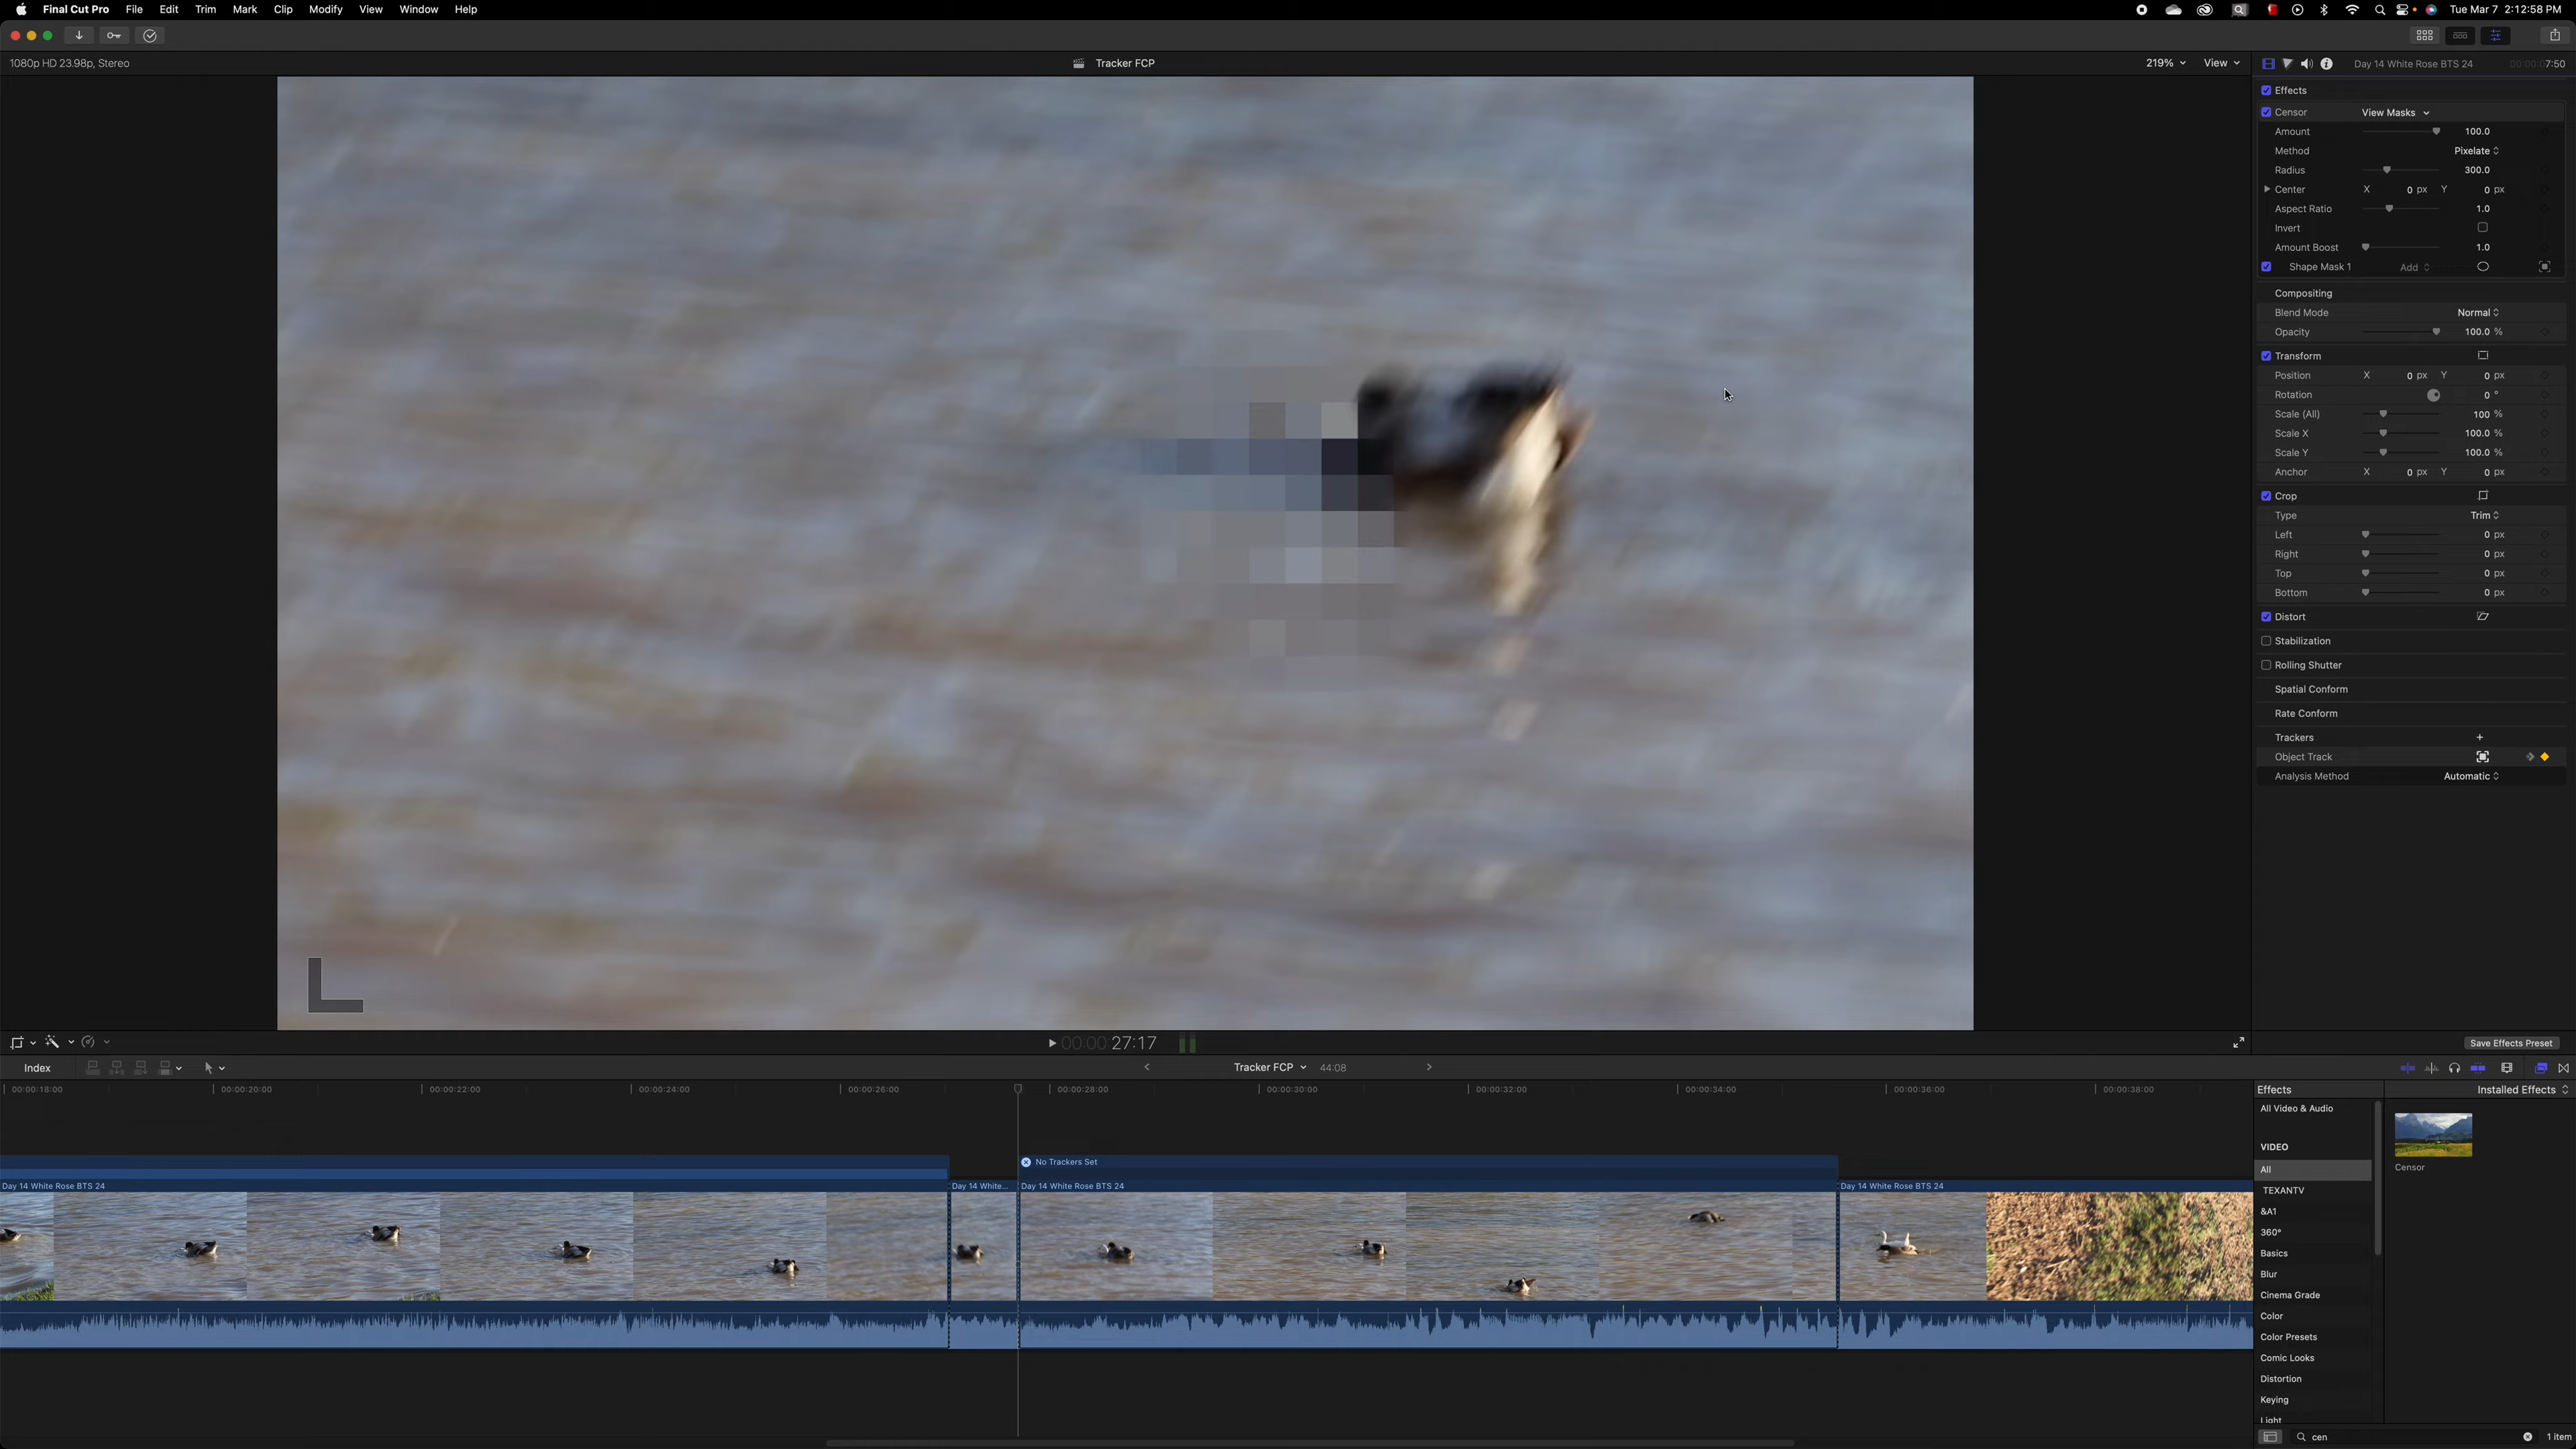 Final Cut Pro File Edit Trim Mark Clip Modify View Window Help Tue Mar 7 2:12:58 PM
1080p HD 23.98p, Stereo Tracker FCP 219% View Day 14 White Rose BTS 24 00:00:07:50
Effects
Censor View Masks
Amount 100.0
Method Pixelate
Radius 300.0
Center X 0 px Y 0 px
Aspect Ratio 1.0
Invert
Amount Boost 1.0
Shape Mask 1 Add
Compositing
Blend Mode Normal
Opacity 100.0 %
Transform
Position X 0 px Y 0 px
Rotation 0 °
Scale (All) 100 %
Scale X 100.0 %
Scale Y 100.0 %
Anchor X 0 px Y 0 px
Crop
Type Trim
Left 0 px
Right 0 px
Top 0 px
Bottom 0 px
Distort
Stabilization
Rolling Shutter
Spatial Conform
Rate Conform
Trackers +
Object Track
Analysis Method Automatic
00:00:27:17 Save Effects Preset
Index Tracker FCP 44:08
00:00:18:00 00:00:20:00 00:00:22:00 00:00:24:00 00:00:26:00 00:00:28:00 00:00:30:00 00:00:32:00 00:00:34:00 00:00:36:00 00:00:38:00
No Trackers Set
Day 14 White Rose BTS 24 Day 14 White... Day 14 White Rose BTS 24 Day 14 White Rose BTS 24
Effects Installed Effects
All Video & Audio
VIDEO
All
TEXANTV
&A1
360°
Basics
Blur
Cinema Grade
Color
Color Presets
Comic Looks
Distortion
Keying
Light
Censor
cen 1 item